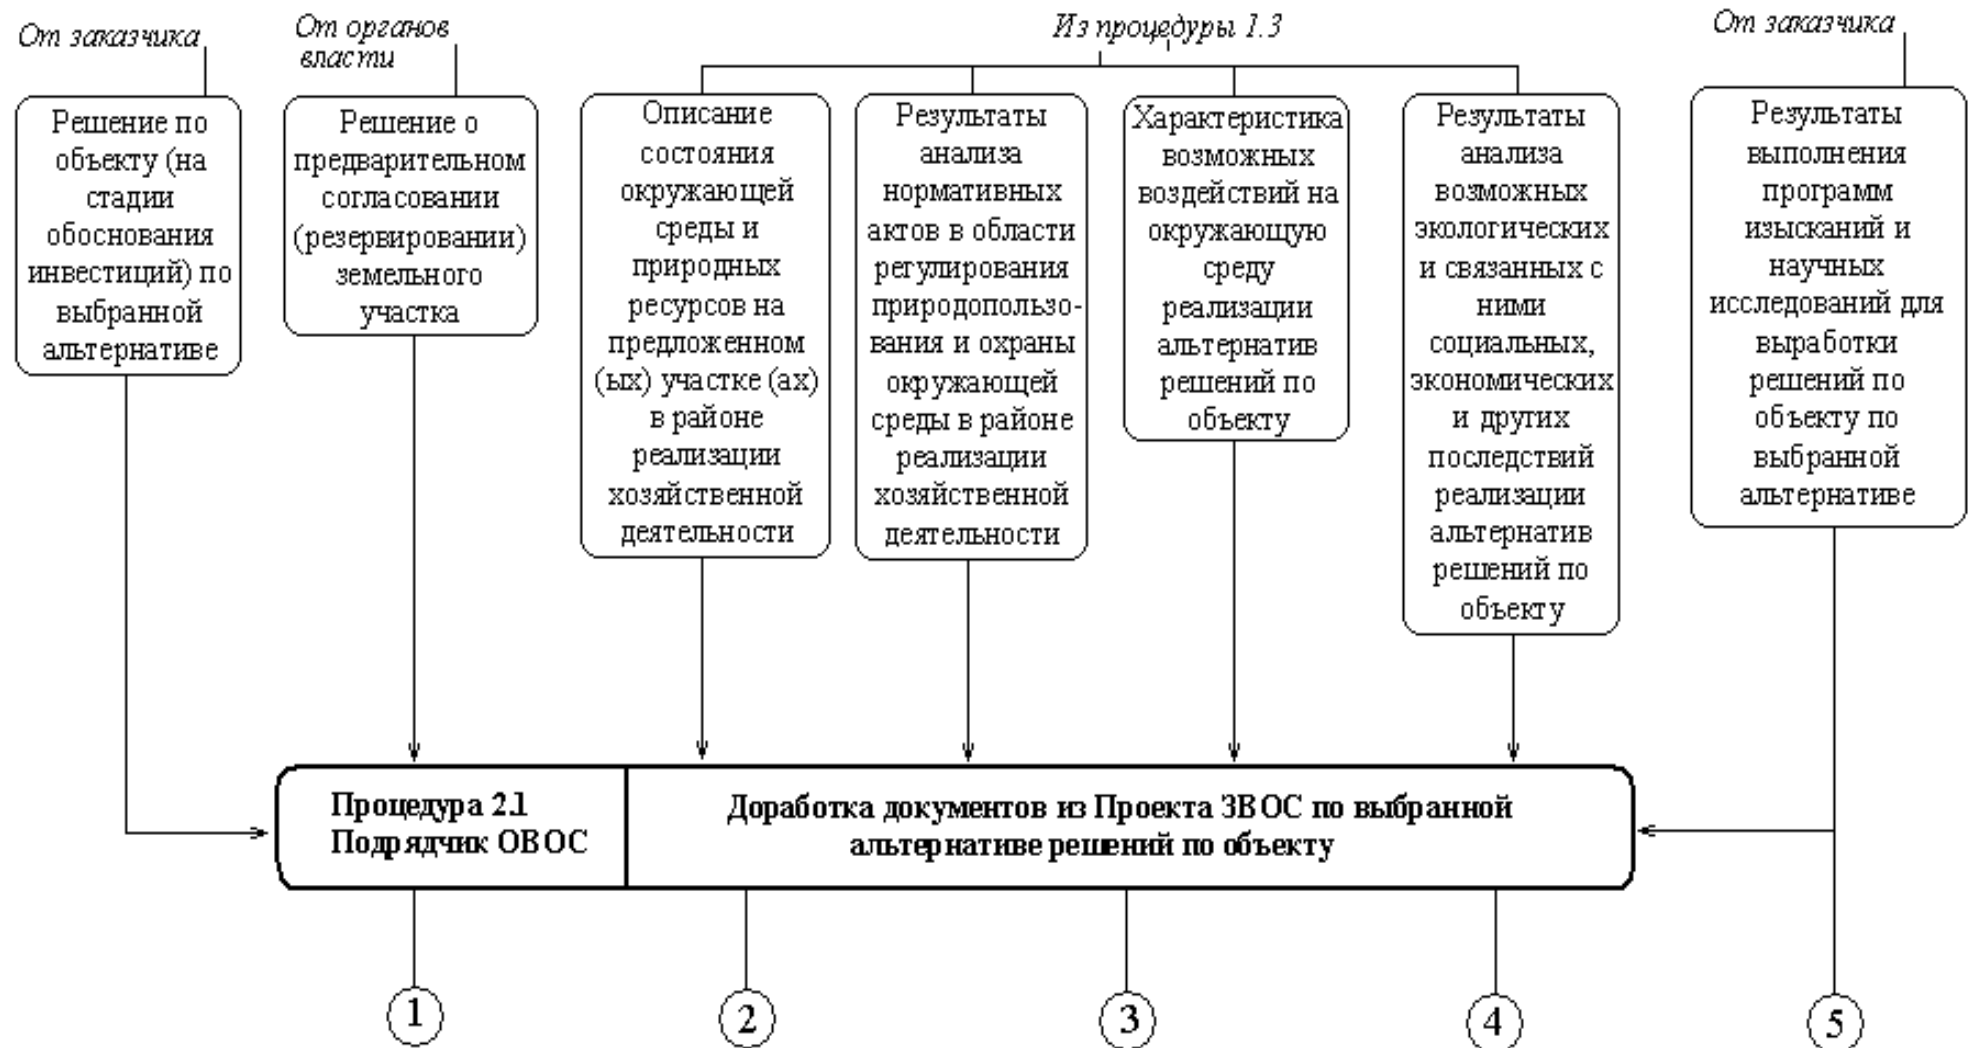 От заказчика
От органов
власти
Из процедуры 1.3
От заказчика
Решение по
объекту (на
стадии
обоснования
инвестиций) по
выбранной
альтернативе
Решение о
предварительном
согласовании
(резервировании)
земельного
участка
Описание
состояния
окружающей
среды и
природных
ресурсов на
предложенном
(ых) участке (ах)
в районе
реализации
хозяйственной
деятельности
Результаты
анализа
нормативных
актов в области
регулирования
природопользо-
вания и охраны
окружающей
среды в районе
реализации
хозяйственной
деятельности
Характеристика
возможных
воздействий на
окружающую
среду
реализации
альтернатив
решений по
объекту
Результаты
анализа
возможных
экологических
и связанных с
ними
социальных,
экономических
и других
последствий
реализации
альтернатив
решений по
объекту
Результаты
выполнения
программ
изысканий и
научных
исследований для
выработки
решений по
объекту по
выбранной
альтернативе
Процедура 2.1
Подрядчик ОВОС
Доработка документов из Проекта ЗВОС по выбранной
альтернативе решений по объекту
1
2
3
4
5